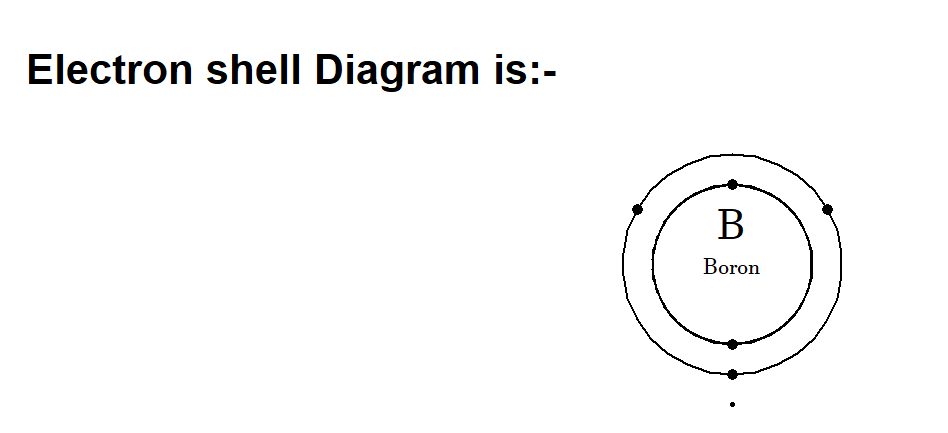 Electron shell Diagram is:-
B
Boron